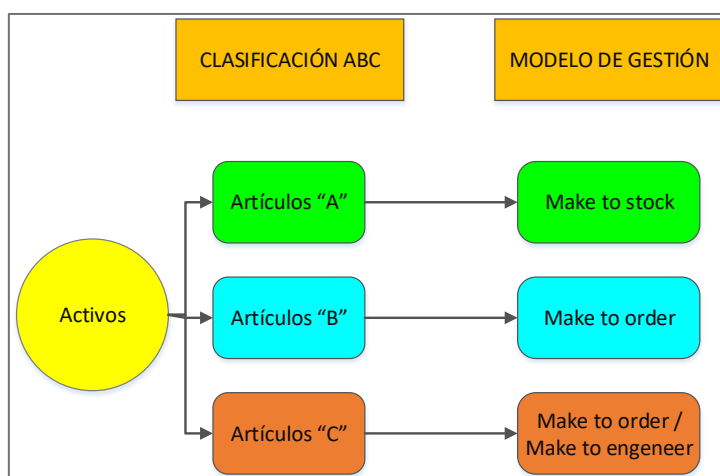 CLASIFICACIÓN ABC
MODELO DE GESTIÓN
Activos
Artículos “A”
Make to stock
Artículos “B”
Make to order
Artículos “C”
Make to order /
Make to engeneer